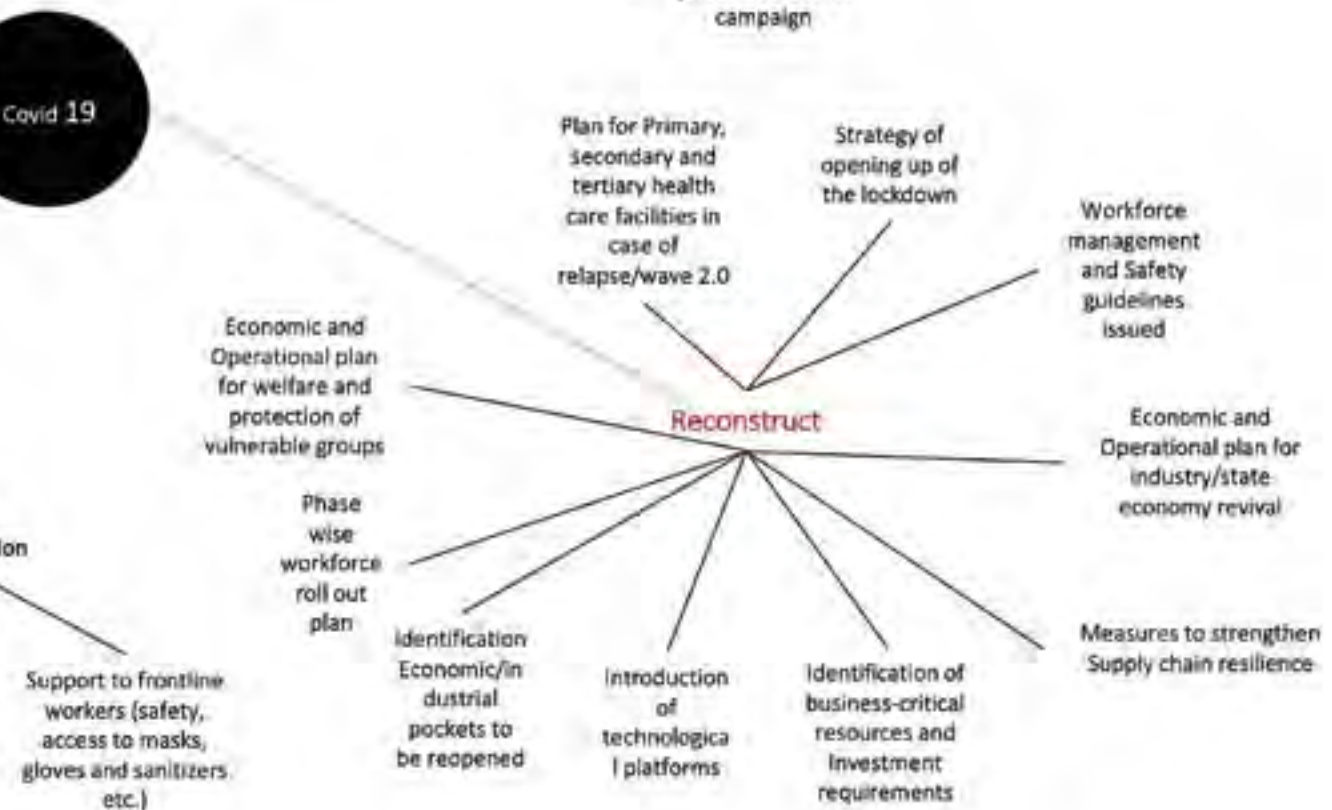 campaign
Covid 19
Plan for Primary,
secondary and
tertiary health
care facilities in
case of
relapse/wave 2.0
Strategy of
opening up of
the lockdown
Workforce
management
and Safety
guidelines
issued
Economic and
Operational plan
for welfare and
protection of
vulnerable groups
Reconstruct
Economic and
Operational plan for
industry/state
economy revival
Phase
wise
workforce
roll out
plan
Identification
Economic/in
dustrial
pockets to
be reopened
Introduction
of
technologica
l platforms
Identification of
business-critical
resources and
Investment
requirements
Measures to strengthen
Supply chain resilience
Support to frontline
workers (safety,
access to masks,
gloves and sanitizers
etc.)